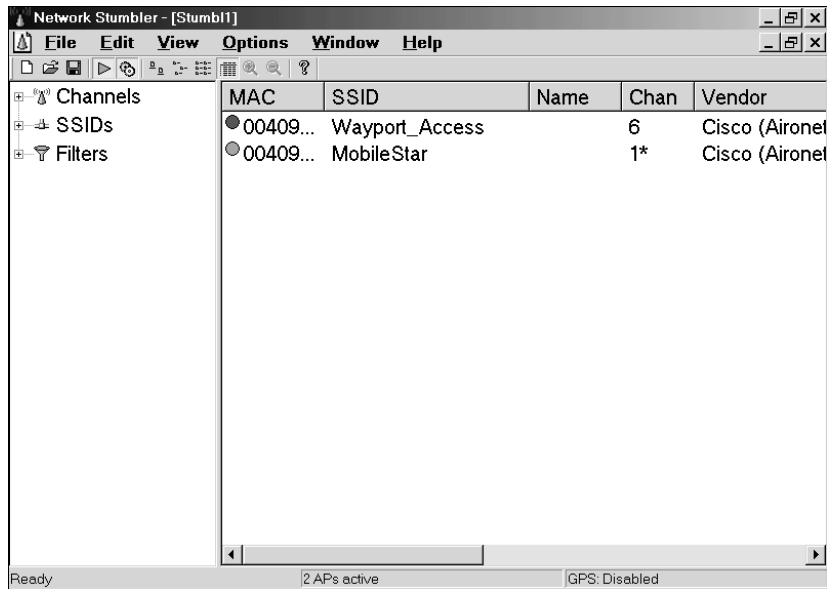 Network Stumbler - [Stumbl1]
File Edit View Options Window Help
Channels
SSIDs
Filters
MAC SSID Name Chan Vendor
00409... Wayport_Access 6 Cisco (Aironet
00409... MobileStar 1* Cisco (Aironet
Ready 2 APs active GPS: Disabled